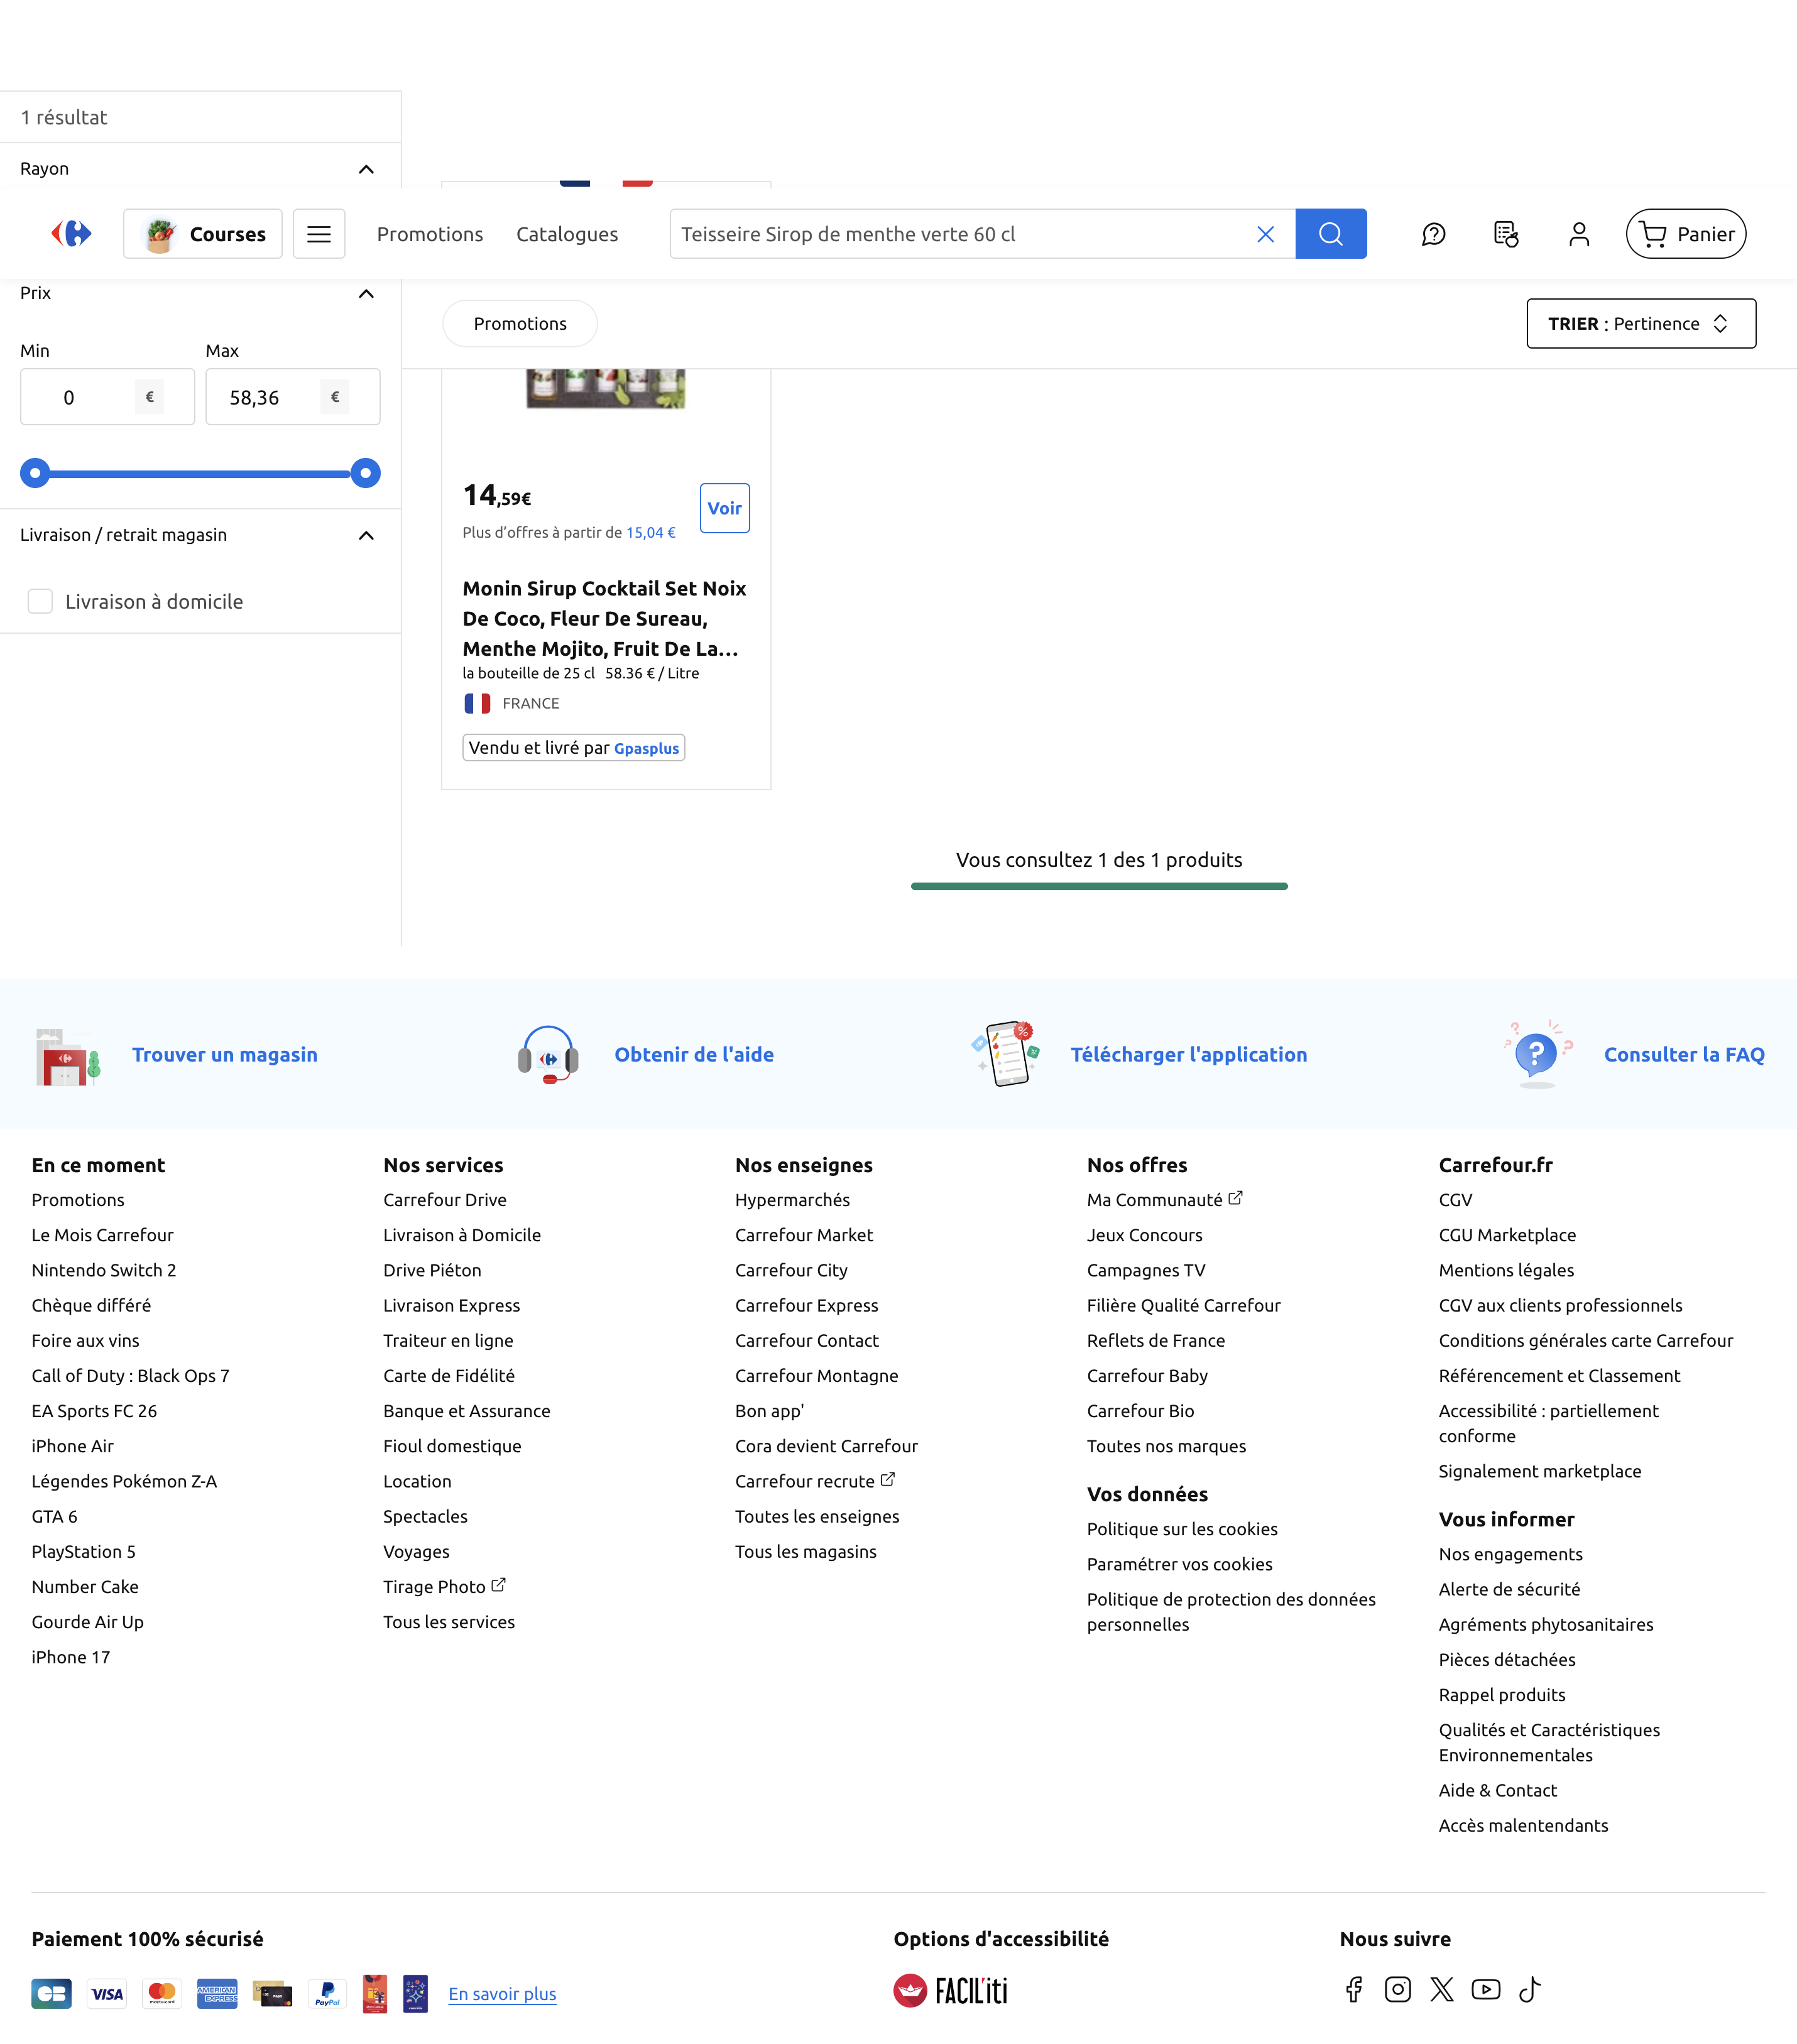 1 résultat
Rayon
Courses
Promotions
Catalogues
Teisseire Sirop de menthe verte 60 cl
Panier
Prix
Min
Max
0 €
58,36 €
Livraison / retrait magasin
Livraison à domicile
Promotions
TRIER : Pertinence
14,59€
Voir
Plus d'offres à partir de 15,04 €
Monin Sirup Cocktail Set Noix
De Coco, Fleur De Sureau,
Menthe Mojito, Fruit De La...
la bouteille de 25 cl 58.36 € / Litre
FRANCE
Vendu et livré par Gpasplus
Vous consultez 1 des 1 produits
Trouver un magasin
Obtenir de l'aide
Télécharger l'application
Consulter la FAQ
En ce moment
Promotions
Le Mois Carrefour
Nintendo Switch 2
Chèque différé
Foire aux vins
Call of Duty : Black Ops 7
EA Sports FC 26
iPhone Air
Légendes Pokémon Z-A
GTA 6
PlayStation 5
Number Cake
Gourde Air Up
iPhone 17
Nos services
Carrefour Drive
Livraison à Domicile
Drive Piéton
Livraison Express
Traiteur en ligne
Carte de Fidélité
Banque et Assurance
Fioul domestique
Location
Spectacles
Voyages
Tirage Photo
Tous les services
Nos enseignes
Hypermarchés
Carrefour Market
Carrefour City
Carrefour Express
Carrefour Contact
Carrefour Montagne
Bon app'
Cora devient Carrefour
Carrefour recrute
Toutes les enseignes
Tous les magasins
Nos offres
Ma Communauté
Jeux Concours
Campagnes TV
Filière Qualité Carrefour
Reflets de France
Carrefour Baby
Carrefour Bio
Toutes nos marques
Vos données
Politique sur les cookies
Paramétrer vos cookies
Politique de protection des données
personnelles
Carrefour.fr
CGV
CGU Marketplace
Mentions légales
CGV aux clients professionnels
Conditions générales carte Carrefour
Référencement et Classement
Accessibilité : partiellement
conforme
Signalement marketplace
Vous informer
Nos engagements
Alerte de sécurité
Agréments phytosanitaires
Pièces détachées
Rappel produits
Qualités et Caractéristiques
Environnementales
Aide & Contact
Accès malentendants
Paiement 100% sécurisé
CB
VISA
mastercard
AMERICAN
EXPRESS
PayPal
En savoir plus
Options d'accessibilité
FACIL'iti
Nous suivre